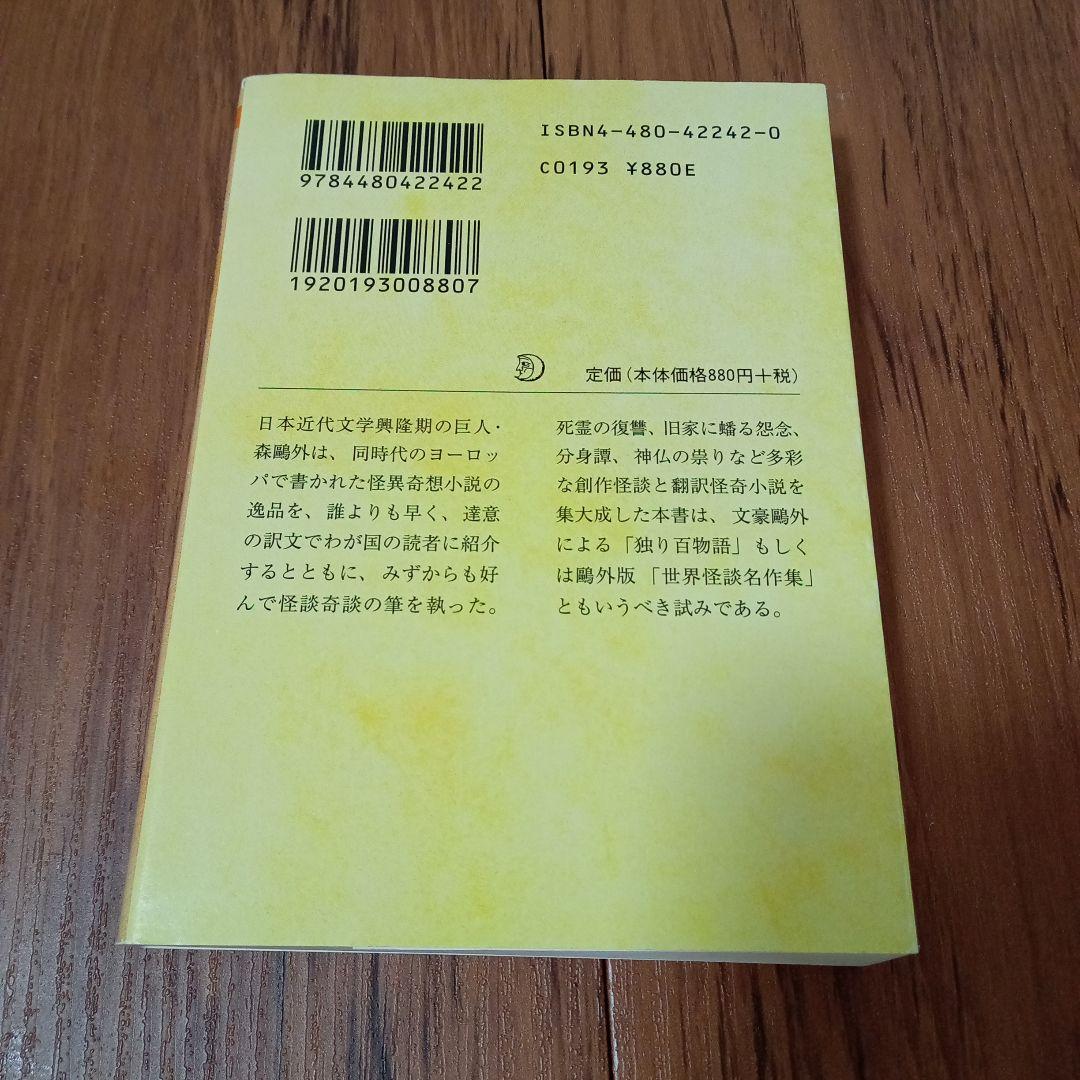 ISBN4-480-42242-0
C0193 ¥880E
9784480422422
1920193008807
定価(本体価格880円+税)
日本近代文学興隆期の巨人・
森鷗外は、同時代のヨーロッ
パで書かれた怪異奇想小説の
逸品を、誰よりも早く、達意
の訳文でわが国の読者に紹介
するとともに、みずからも好
んで怪談奇談の筆を執った。
死霊の復讐、旧家に蟠る怨念、
分身譚、神仏の祟りなど多彩
な創作怪談と翻訳怪奇小説を
集大成した本書は、文豪鷗外
による「独り百物語」もしく
は鷗外版「世界怪談名作集」
ともいうべき試みである。